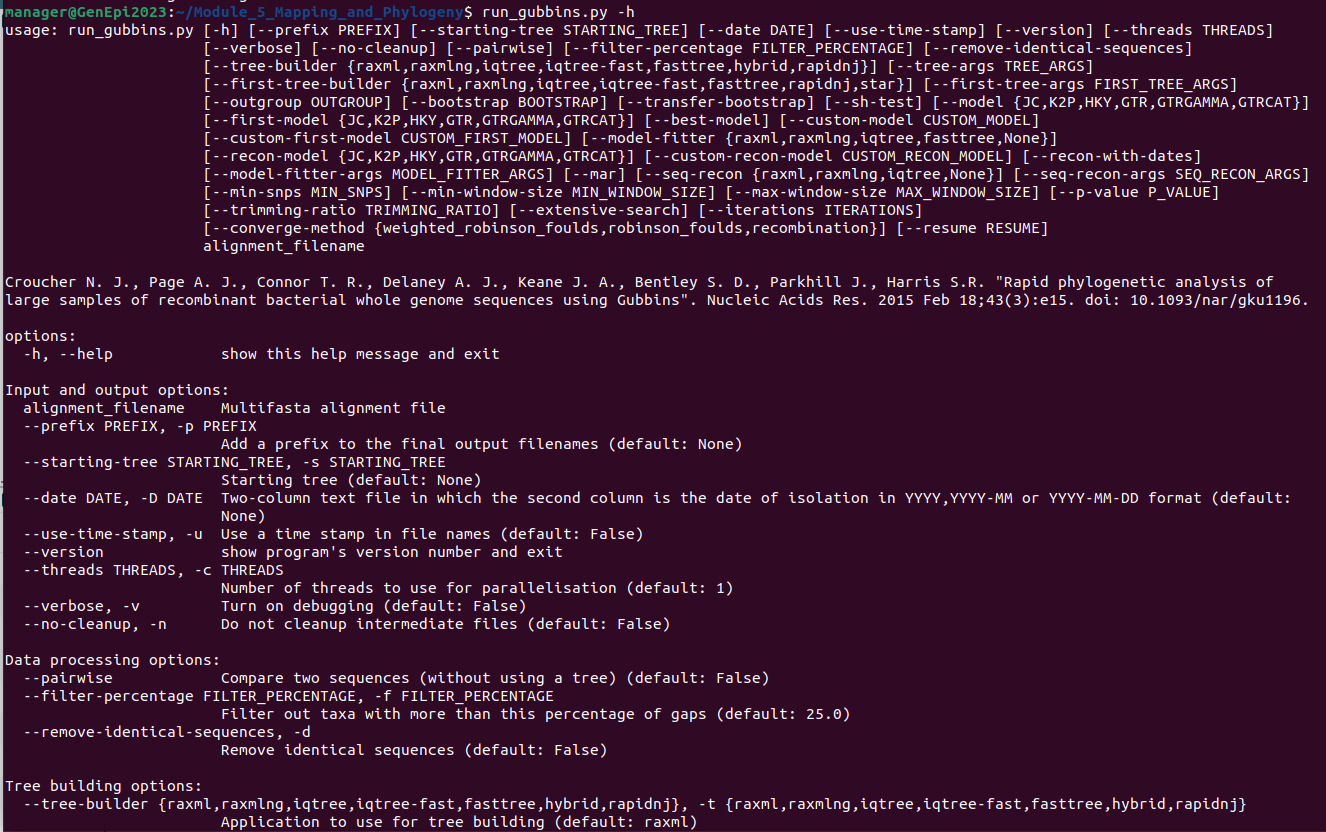 manager@GenEpi2023:~/Module_5_Mapping_and_Phylogeny$ run_gubbins.py -h
usage: run_gubbins.py [-h] [--prefix PREFIX] [--starting-tree STARTING_TREE] [--date DATE] [--use-time-stamp] [--version] [--threads THREADS]
                      [--verbose] [--no-cleanup] [--pairwise] [--filter-percentage FILTER_PERCENTAGE] [--remove-identical-sequences]
                      [--tree-builder {raxml,raxmlng,iqtree,iqtree-fast,fasttree,hybrid,rapidnj}] [--tree-args TREE_ARGS]
                      [--first-tree-builder {raxml,raxmlng,iqtree,iqtree-fast,fasttree,rapidnj,star}] [--first-tree-args FIRST_TREE_ARGS]
                      [--outgroup OUTGROUP] [--bootstrap BOOTSTRAP] [--transfer-bootstrap] [--sh-test] [--model {JC,K2P,HKY,GTR,GTRGAMMA,GTRCAT}]
                      [--first-model {JC,K2P,HKY,GTR,GTRGAMMA,GTRCAT}] [--best-model] [--custom-model CUSTOM_MODEL]
                      [--custom-first-model CUSTOM_FIRST_MODEL] [--model-fitter {raxml,raxmlng,iqtree,fasttree,None}]
                      [--recon-model {JC,K2P,HKY,GTR,GTRGAMMA,GTRCAT}] [--custom-recon-model CUSTOM_RECON_MODEL] [--recon-with-dates]
                      [--model-fitter-args MODEL_FITTER_ARGS] [--mar] [--seq-recon {raxml,raxmlng,iqtree,None}] [--seq-recon-args SEQ_RECON_ARGS]
                      [--min-snps MIN_SNPS] [--min-window-size MIN_WINDOW_SIZE] [--max-window-size MAX_WINDOW_SIZE] [--p-value P_VALUE]
                      [--trimming-ratio TRIMMING_RATIO] [--extensive-search] [--iterations ITERATIONS]
                      [--converge-method {weighted_robinson_foulds,robinson_foulds,recombination}] [--resume RESUME]
                      alignment_filename

Croucher N. J., Page A. J., Connor T. R., Delaney A. J., Keane J. A., Bentley S. D., Parkhill J., Harris S.R. "Rapid phylogenetic analysis of
large samples of recombinant bacterial whole genome sequences using Gubbins". Nucleic Acids Res. 2015 Feb 18;43(3):e15. doi: 10.1093/nar/gku1196.

options:
  -h, --help            show this help message and exit

Input and output options:
  alignment_filename    Multifasta alignment file
  --prefix PREFIX, -p PREFIX
                        Add a prefix to the final output filenames (default: None)
  --starting-tree STARTING_TREE, -s STARTING_TREE
                        Starting tree (default: None)
  --date DATE, -D DATE  Two-column text file in which the second column is the date of isolation in YYYY,YYYY-MM or YYYY-MM-DD format (default:
                        None)
  --use-time-stamp, -u  Use a time stamp in file names (default: False)
  --version             show program's version number and exit
  --threads THREADS, -c THREADS
                        Number of threads to use for parallelisation (default: 1)
  --verbose, -v         Turn on debugging (default: False)
  --no-cleanup, -n      Do not cleanup intermediate files (default: False)

Data processing options:
  --pairwise            Compare two sequences (without using a tree) (default: False)
  --filter-percentage FILTER_PERCENTAGE, -f FILTER_PERCENTAGE
                        Filter out taxa with more than this percentage of gaps (default: 25.0)
  --remove-identical-sequences, -d
                        Remove identical sequences (default: False)

Tree building options:
  --tree-builder {raxml,raxmlng,iqtree,iqtree-fast,fasttree,hybrid,rapidnj}, -t {raxml,raxmlng,iqtree,iqtree-fast,fasttree,hybrid,rapidnj}
                        Application to use for tree building (default: raxml)